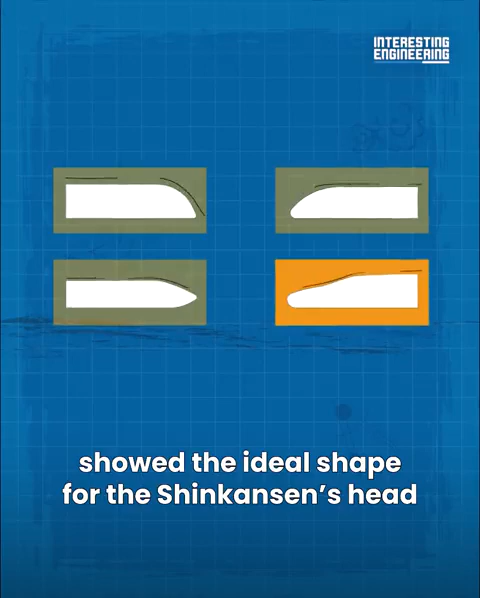 INTERESTING
ENGINEERING
showed the ideal shape
for the Shinkansen’s head